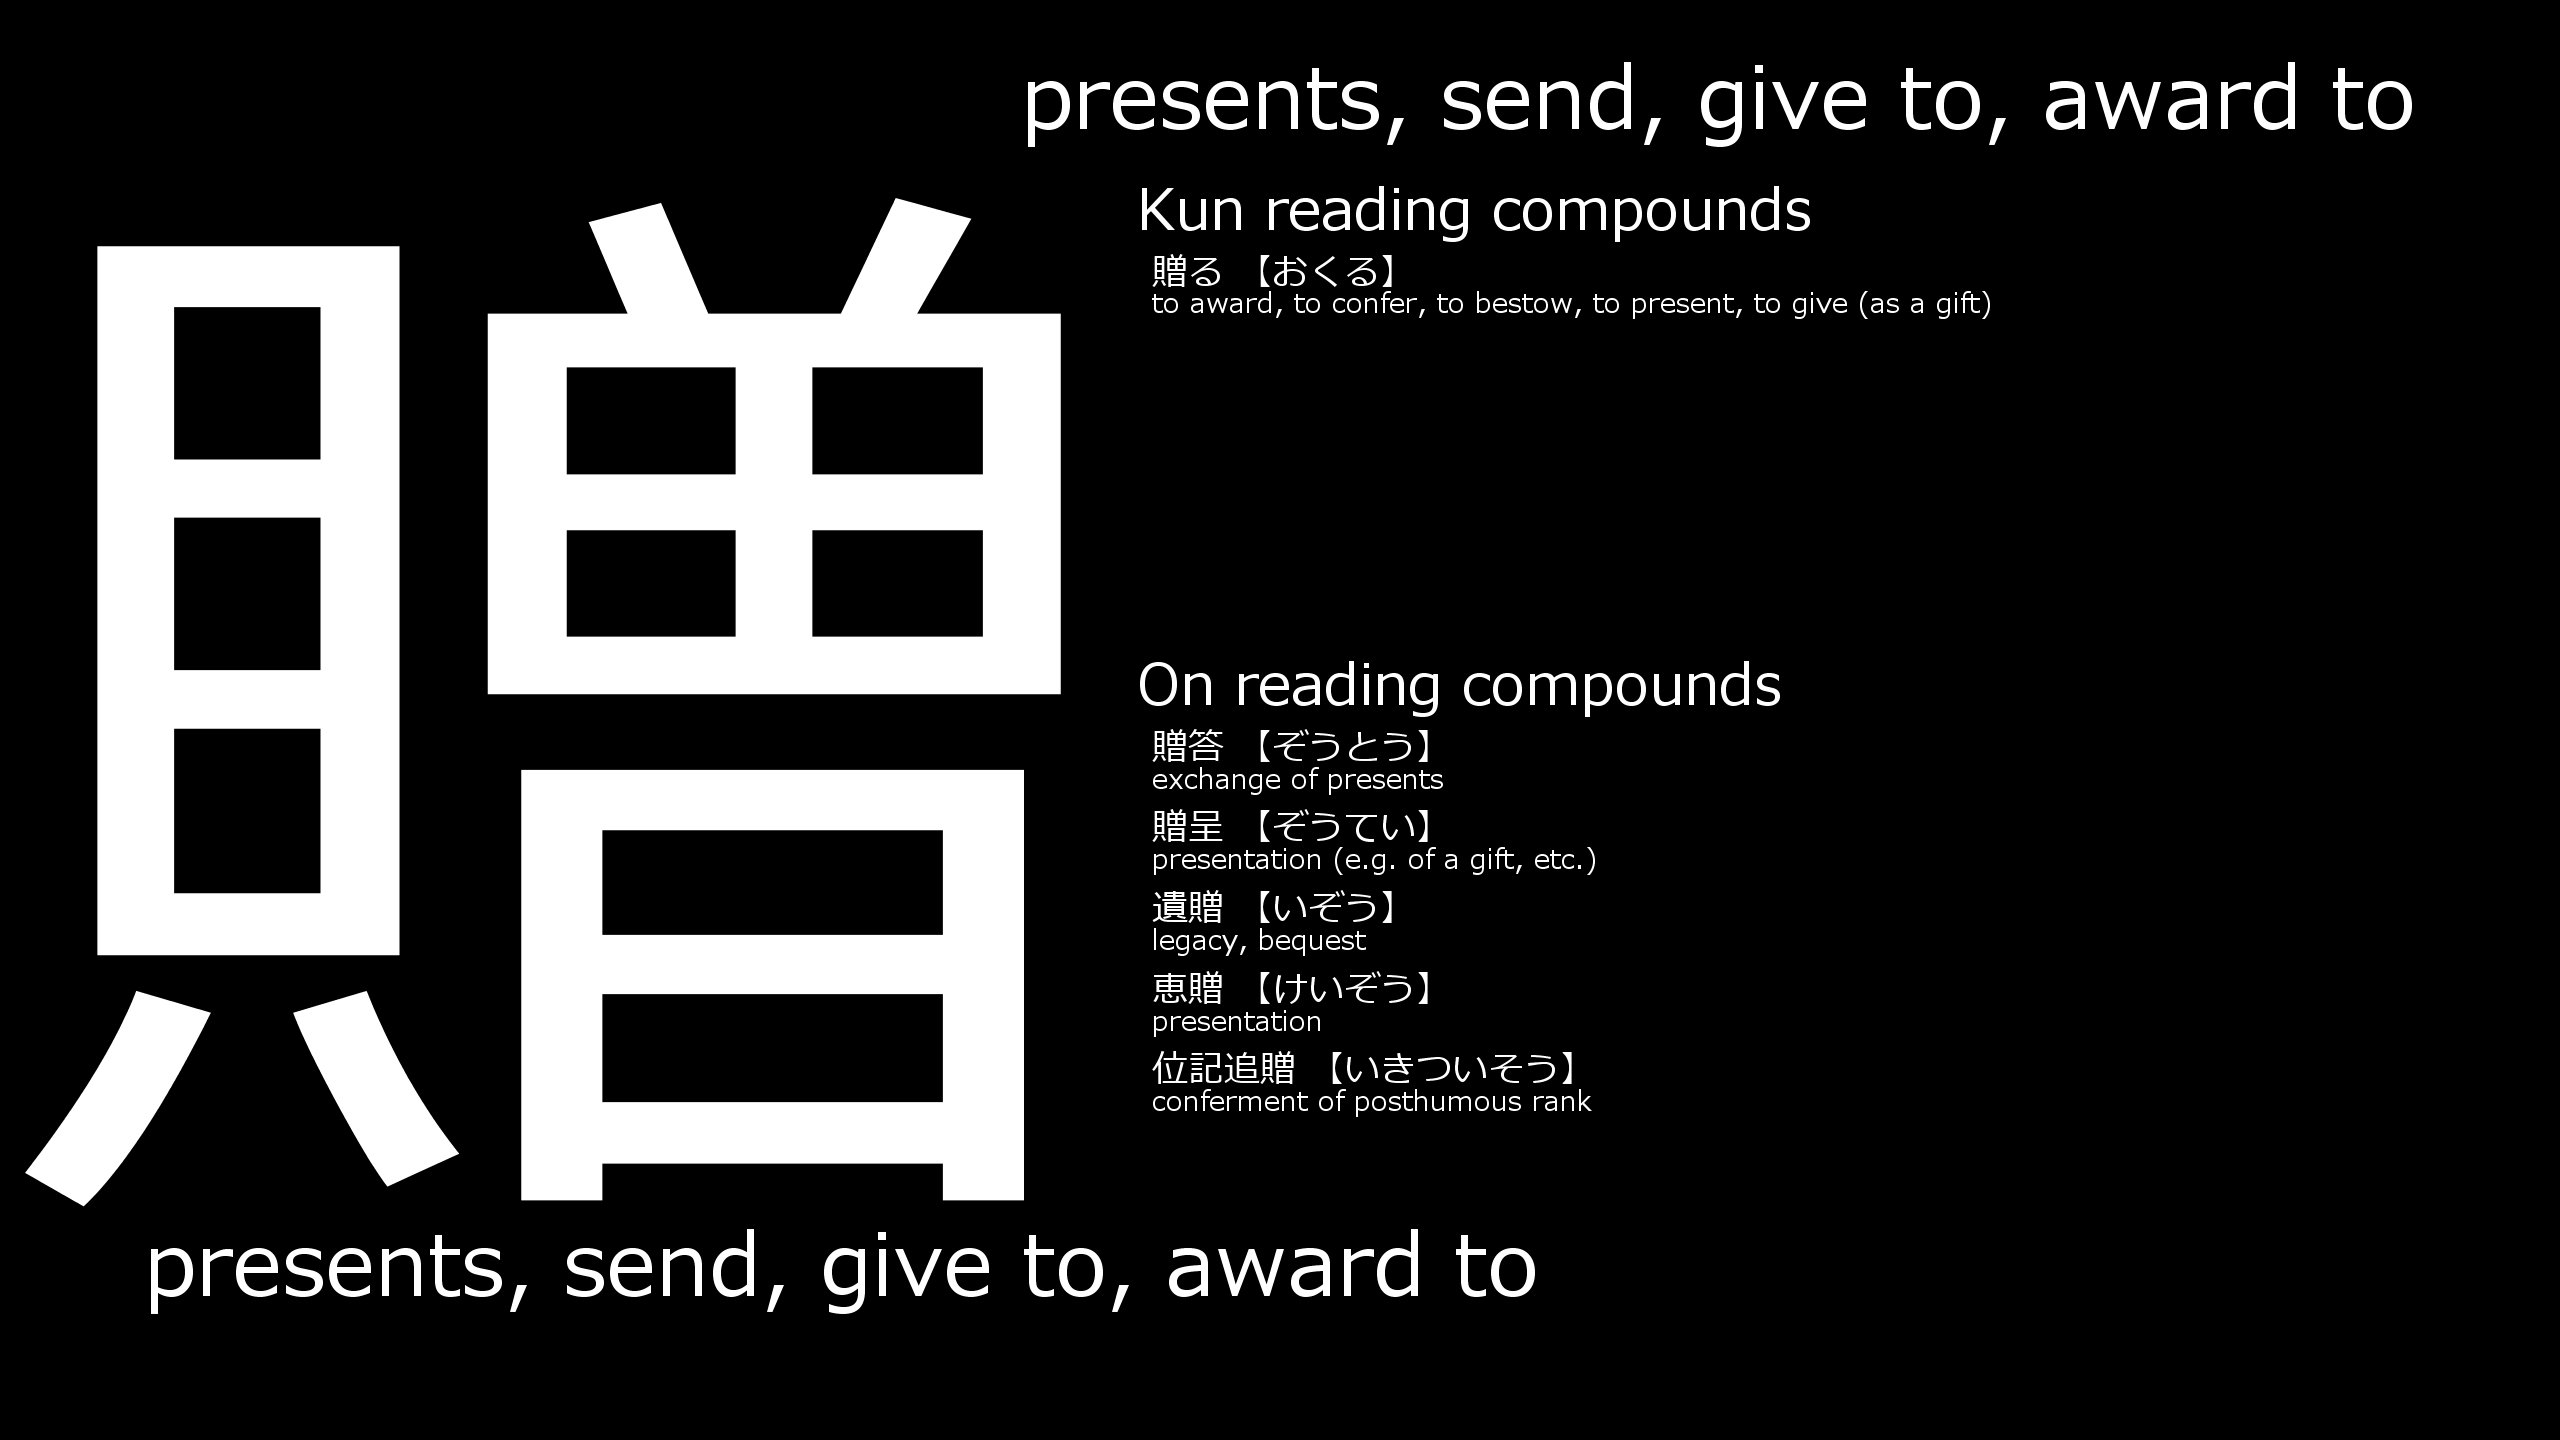 presents, send, give to, award to
贈
Kun reading compounds
贈る 【おくる】
to award, to confer, to bestow, to present, to give (as a gift)
On reading compounds
贈答 【ぞうとう】
exchange of presents
贈呈 【ぞうてい】
presentation (e.g. of a gift, etc.)
遺贈 【いぞう】
legacy, bequest
恵贈 【けいぞう】
presentation
位記追贈 【いきついそう】
conferment of posthumous rank
presents, send, give to, award to